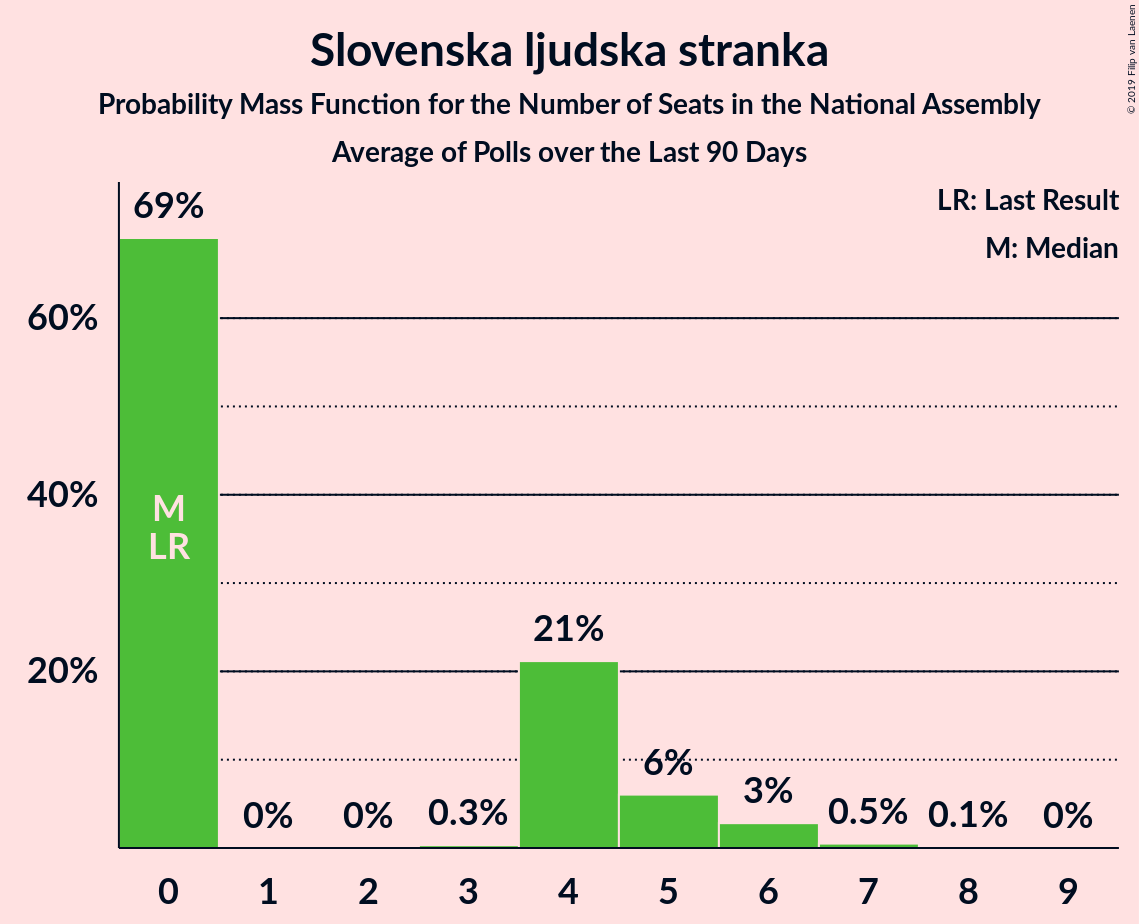 Slovenska ljudska stranka
Probability Mass Function for the Number of Seats in the National Assembly
Average of Polls over the Last 90 Days
© 2019 Filip van Laenen
LR: Last Result
M: Median
69%
60%
40%
20%
M
LR
0%
0%
0.3%
21%
6%
3%
0.5%
0.1%
0%
0 1 2 3 4 5 6 7 8 9